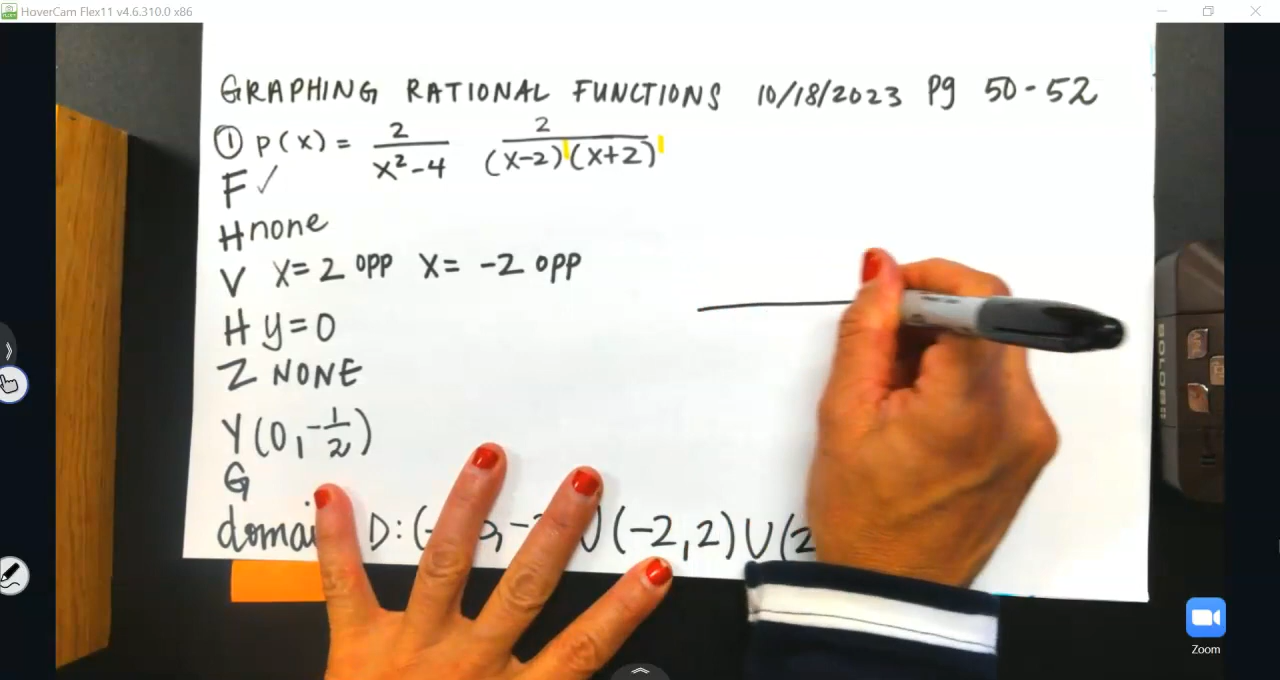 HoverCam Flex11 v4.6.310.0 x86
GRAPHING RATIONAL FUNCTIONS 10/18/2023 Pg 50-52
① p(x) = 2/(x²-4) 2/((x-2)(x+2))
F ✓
H none
V x=2 opp x= -2 opp
H y=0
Z NONE
Y (0, -1/2)
G
D: (-2,2) U (2
Zoom